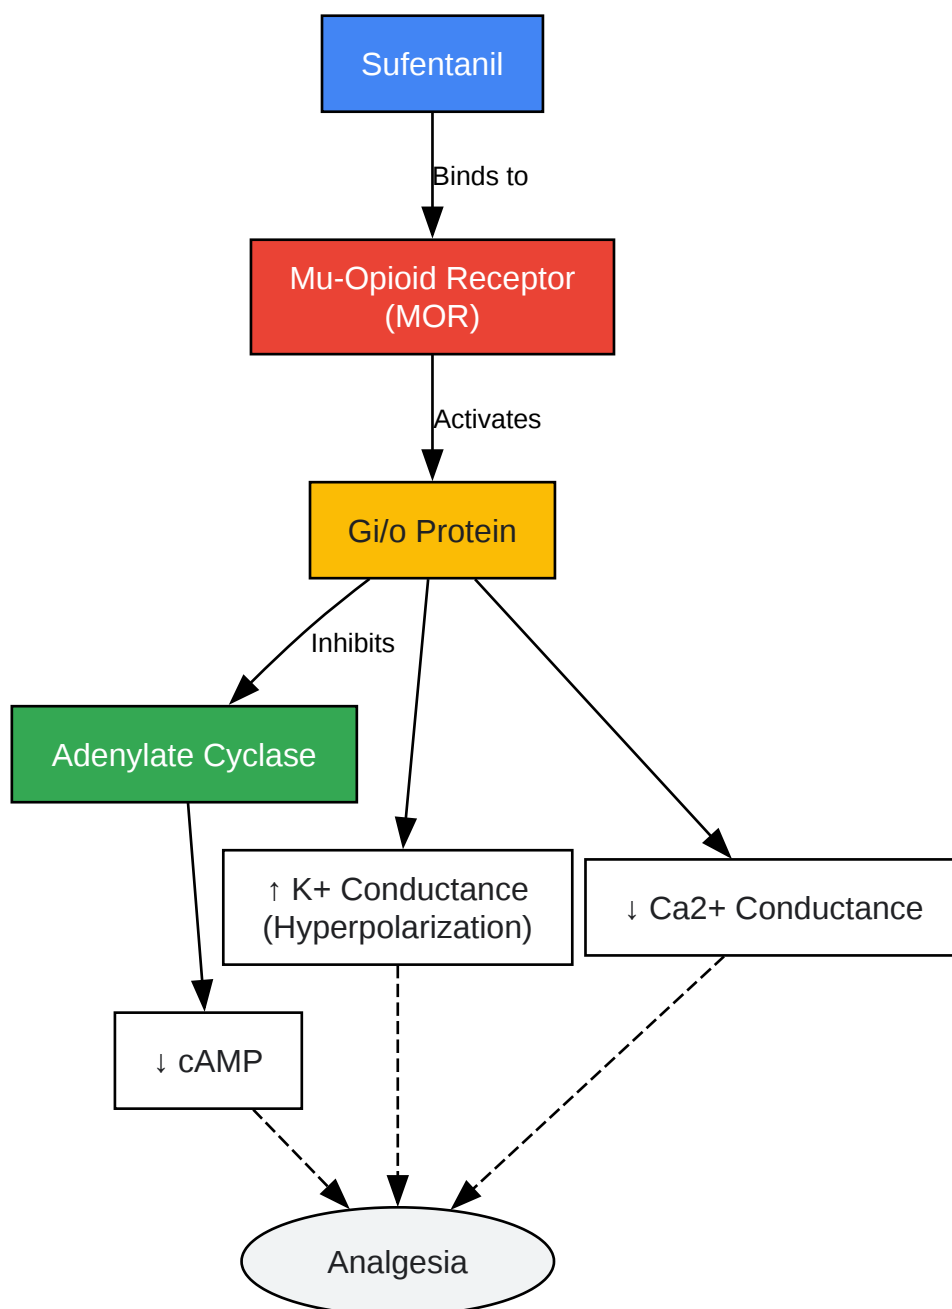 Sufentanil
Binds to
Mu-Opioid Receptor
(MOR)
Activates
Gi/o Protein
Inhibits
Adenylate Cyclase
↑ K+ Conductance
(Hyperpolarization)
↓ Ca2+ Conductance
↓ cAMP
Analgesia